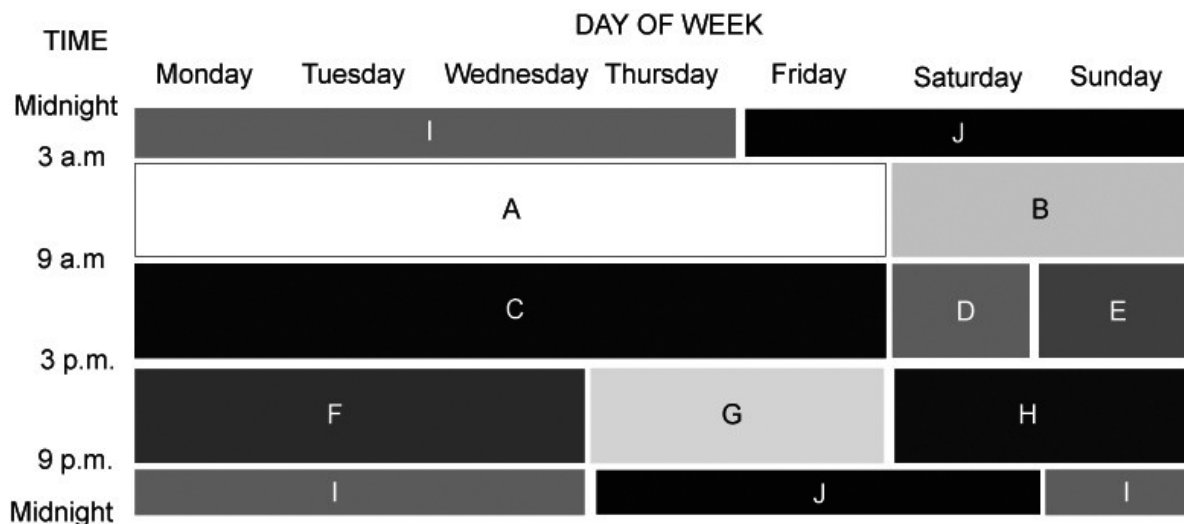 DAY OF WEEK
TIME
Monday Tuesday Wednesday Thursday Friday Saturday Sunday
Midnight
I J
3 a.m
A B
9 a.m
C D E
3 p.m.
F G H
9 p.m.
I J I
Midnight